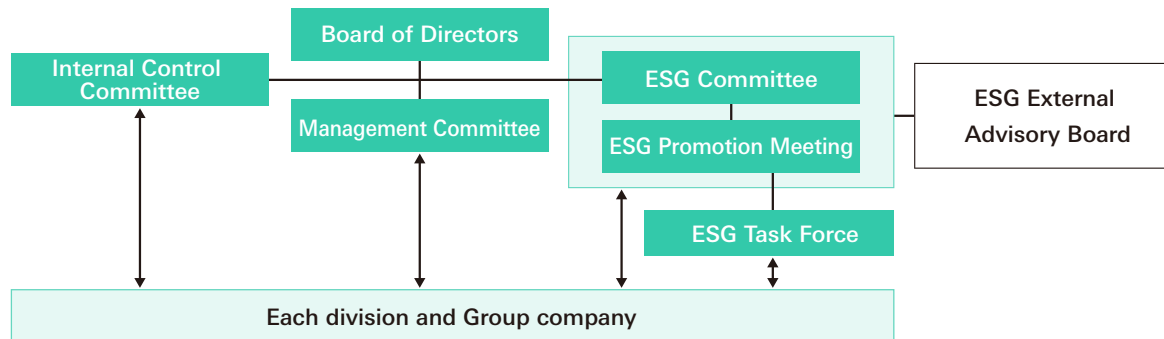 Board of Directors
Internal Control
Committee
ESG Committee
ESG External
Advisory Board
Management Committee
ESG Promotion Meeting
ESG Task Force
Each division and Group company